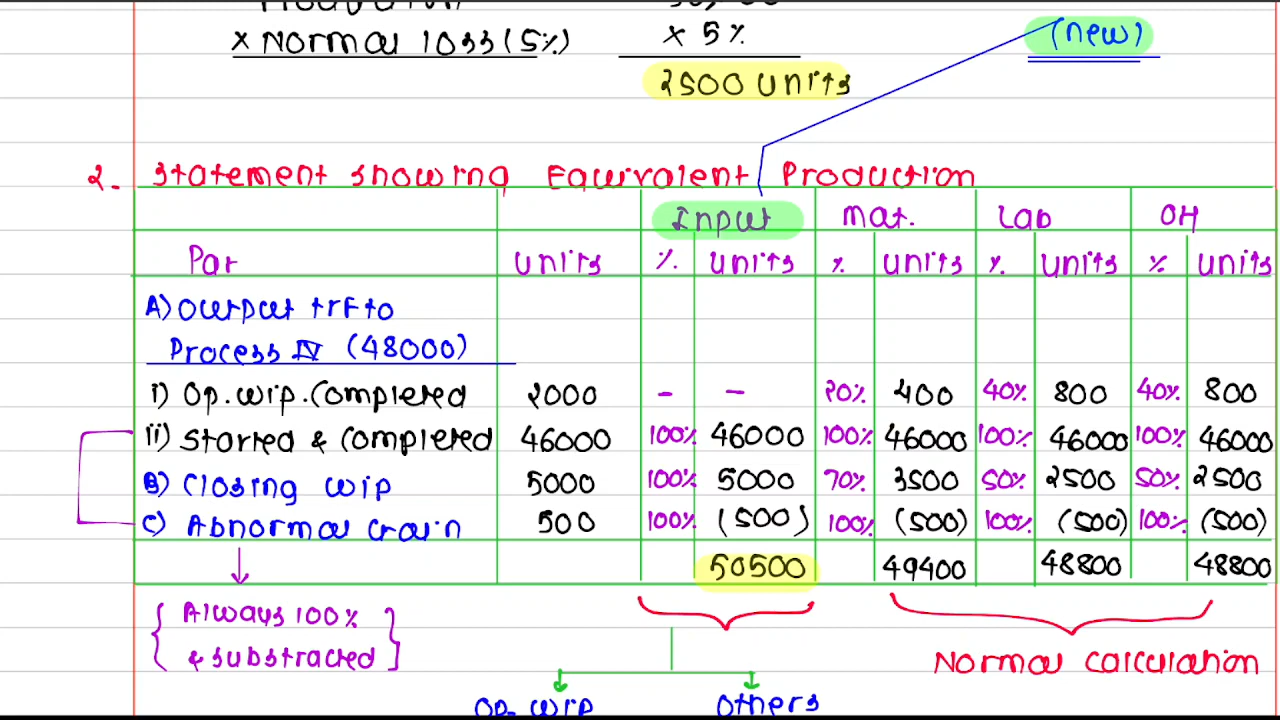 × Normal loss (5%) × 5% (new)
2500 units
2. Statement showing Equivalent Production
Input Mat. Lab OH
Par units % units % units % units % units
A) Output trf to
Process IV (48000)
i) Op. wip. Completed 2000 - - 20% 400 40% 800 40% 800
ii) Started & Completed 46000 100% 46000 100% 46000 100% 46000 100% 46000
B) Closing wip 5000 100% 5000 70% 3500 50% 2500 50% 2500
C) Abnormal Gain 500 100% (500) 100% (500) 100% (500) 100% (500)
50500 49400 48800 48800
{ Always 100%
& substracted }
Normal Calculation
Op. wip Others